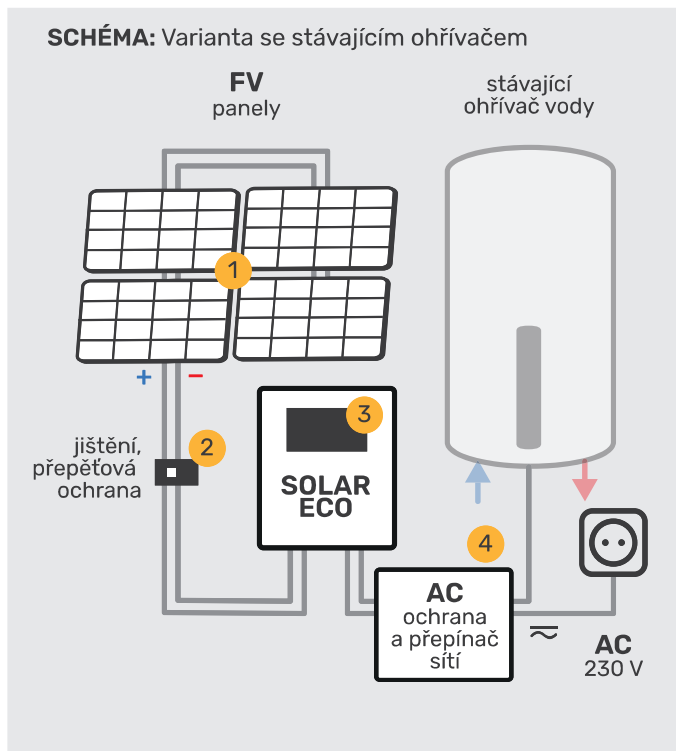 SCHÉMA: Varianta se stávajícím ohřívačem
FV
panely
stávající
ohřívač vody
1
+ −
jištění,
přepěťová
ochrana
2
3
SOLAR
ECO
4
AC
ochrana
a přepínač
sítí
AC
230 V